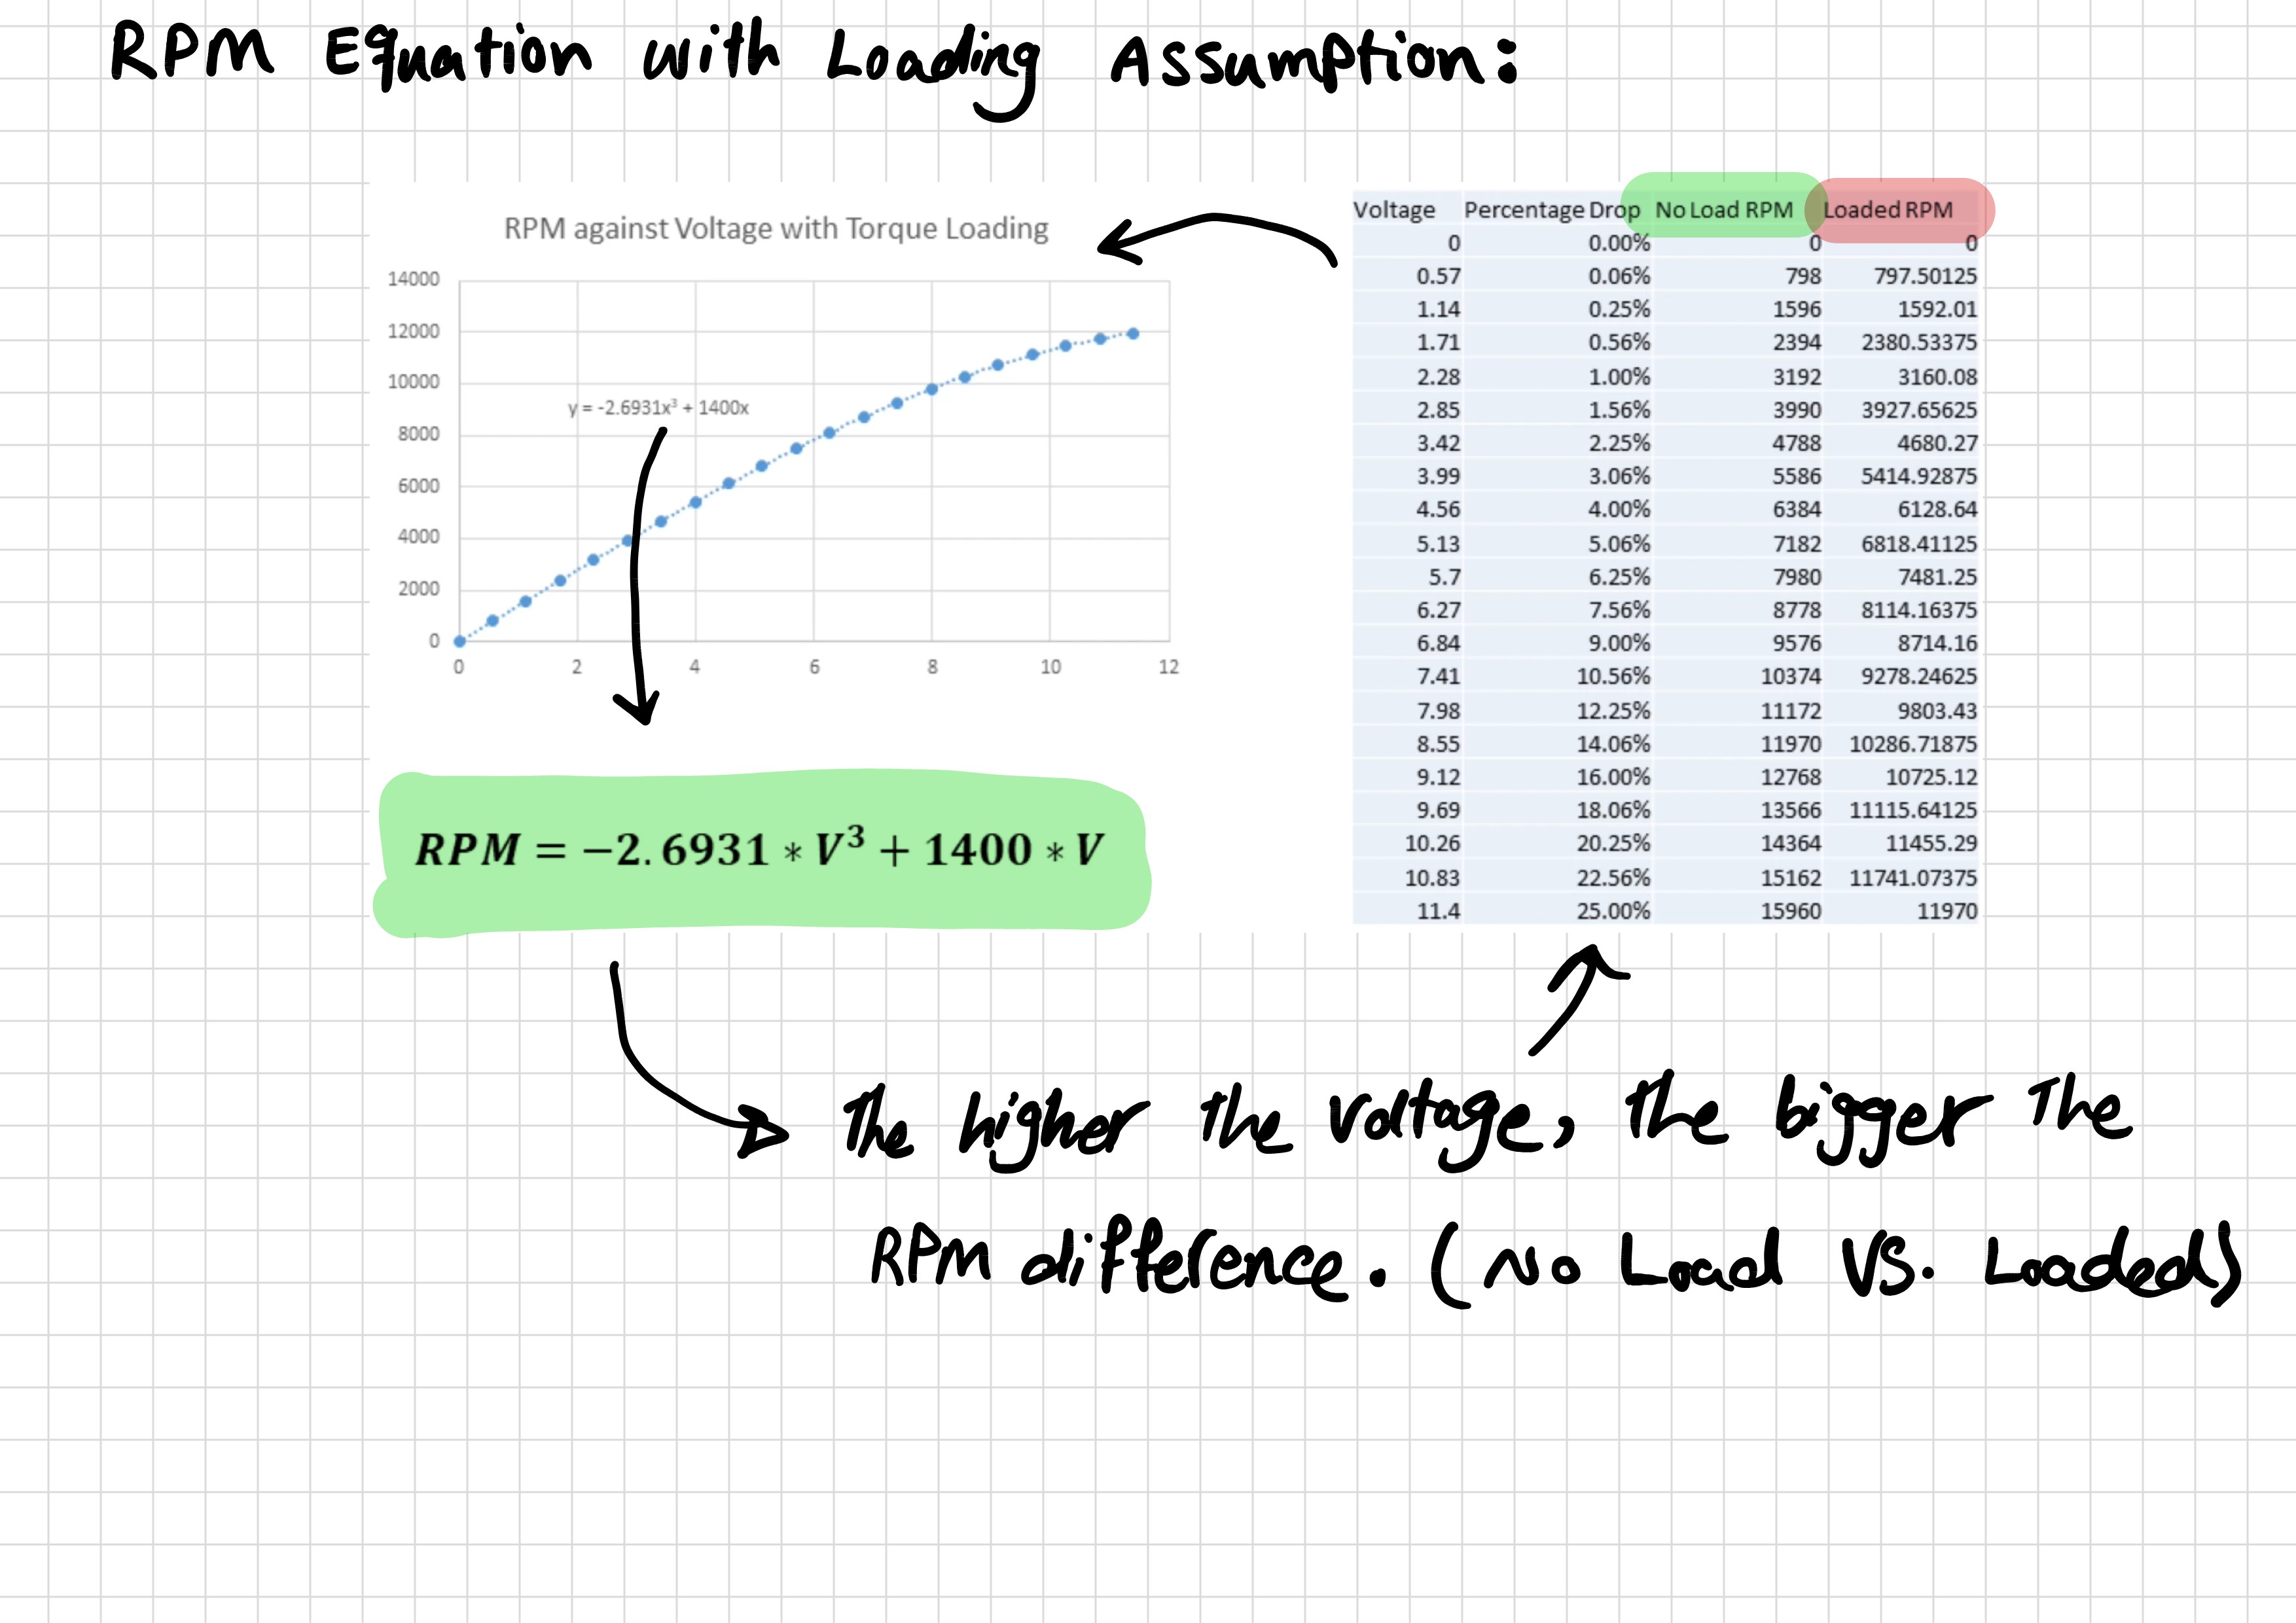 RPM Equation with Loading Assumption:
RPM against Voltage with Torque Loading
14000
12000
10000
8000
6000
4000
2000
0
y = -2.6931x³ + 1400x
0 2 4 6 8 10 12
RPM = −2.6931 * V³ + 1400 * V
Voltage Percentage Drop No Load RPM Loaded RPM
0 0.00% 0 0
0.57 0.06% 798 797.50125
1.14 0.25% 1596 1592.01
1.71 0.56% 2394 2380.53375
2.28 1.00% 3192 3160.08
2.85 1.56% 3990 3927.65625
3.42 2.25% 4788 4680.27
3.99 3.06% 5586 5414.92875
4.56 4.00% 6384 6128.64
5.13 5.06% 7182 6818.41125
5.7 6.25% 7980 7481.25
6.27 7.56% 8778 8114.16375
6.84 9.00% 9576 8714.16
7.41 10.56% 10374 9278.24625
7.98 12.25% 11172 9803.43
8.55 14.06% 11970 10286.71875
9.12 16.00% 12768 10725.12
9.69 18.06% 13566 11115.64125
10.26 20.25% 14364 11455.29
10.83 22.56% 15162 11741.07375
11.4 25.00% 15960 11970
The higher the voltage, the bigger the
RPM difference. (No Load VS. Loaded)